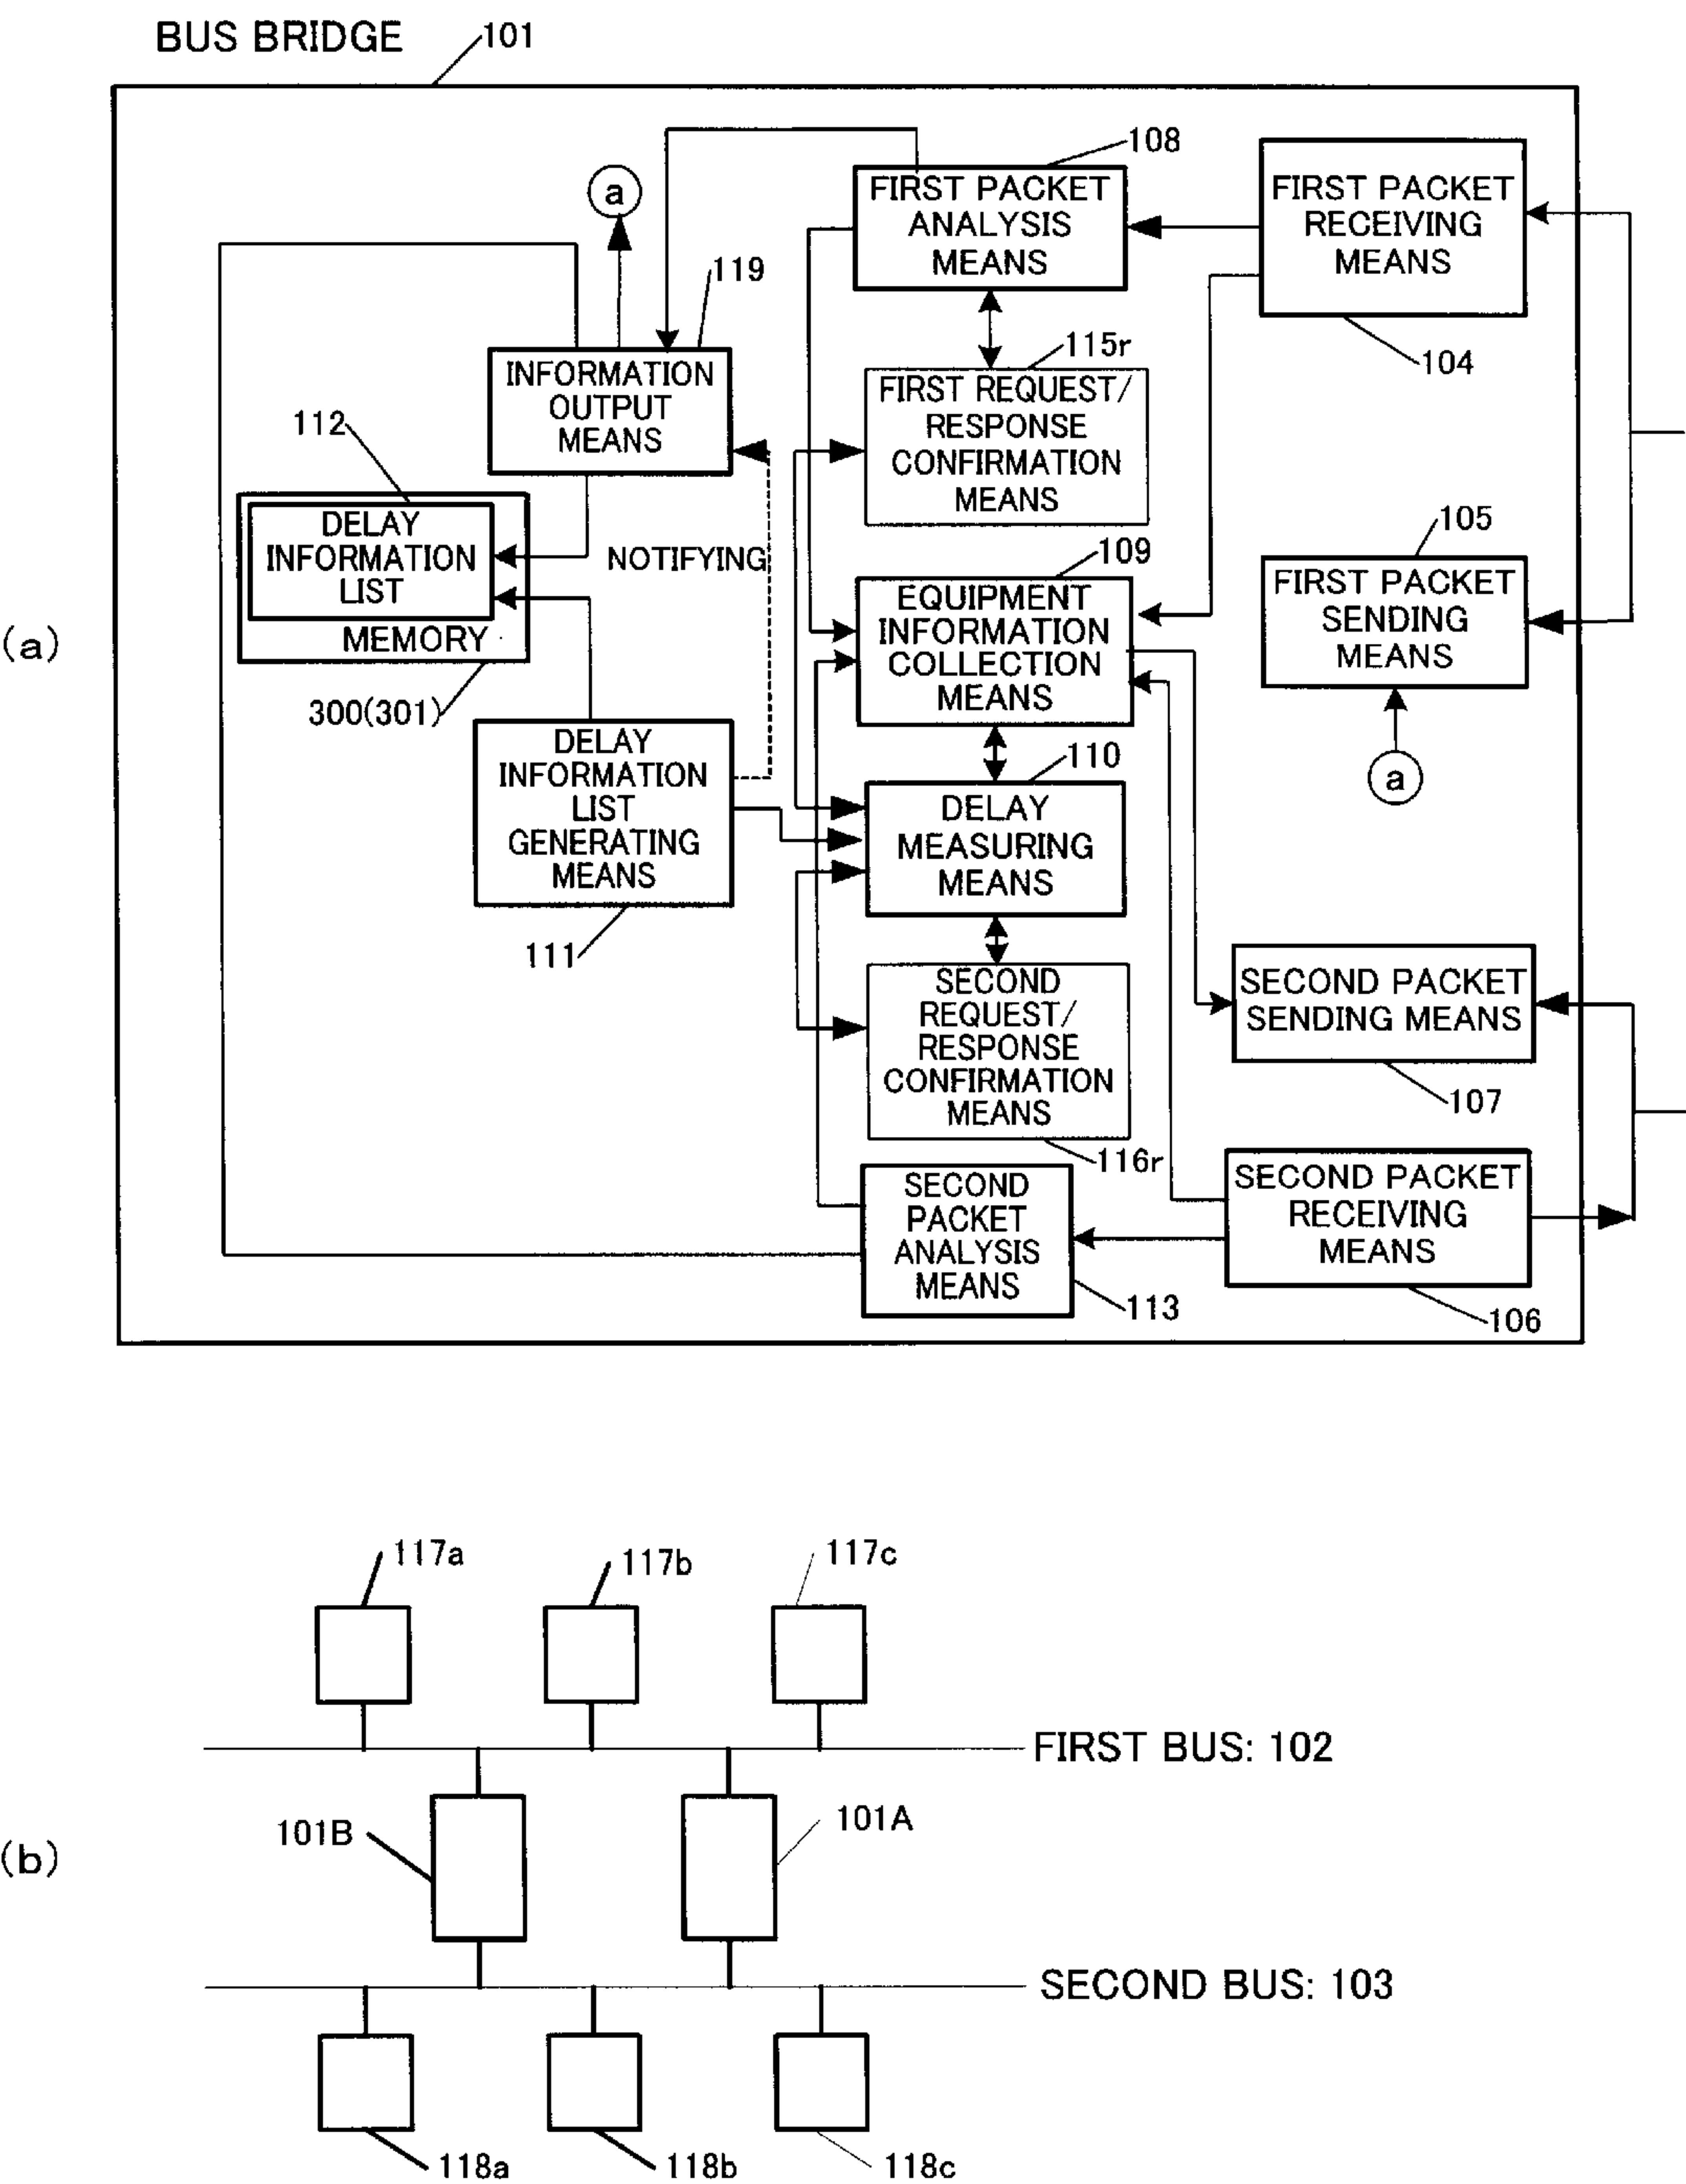 BUS BRIDGE
101
(a)
108
FIRST PACKET
ANALYSIS
MEANS
FIRST PACKET
RECEIVING
MEANS
104
a
119
INFORMATION
OUTPUT
MEANS
115r
FIRST REQUEST/
RESPONSE
CONFIRMATION
MEANS
112
DELAY
INFORMATION
LIST
MEMORY
300(301)
NOTIFYING
109
EQUIPMENT
INFORMATION
COLLECTION
MEANS
105
FIRST PACKET
SENDING
MEANS
a
DELAY
INFORMATION
LIST
GENERATING
MEANS
111
110
DELAY
MEASURING
MEANS
SECOND
REQUEST/
RESPONSE
CONFIRMATION
MEANS
116r
SECOND PACKET
SENDING MEANS
107
SECOND
PACKET
ANALYSIS
MEANS
113
SECOND PACKET
RECEIVING
MEANS
106
(b)
117a
117b
117c
FIRST BUS: 102
101B
101A
SECOND BUS: 103
118a
118b
118c